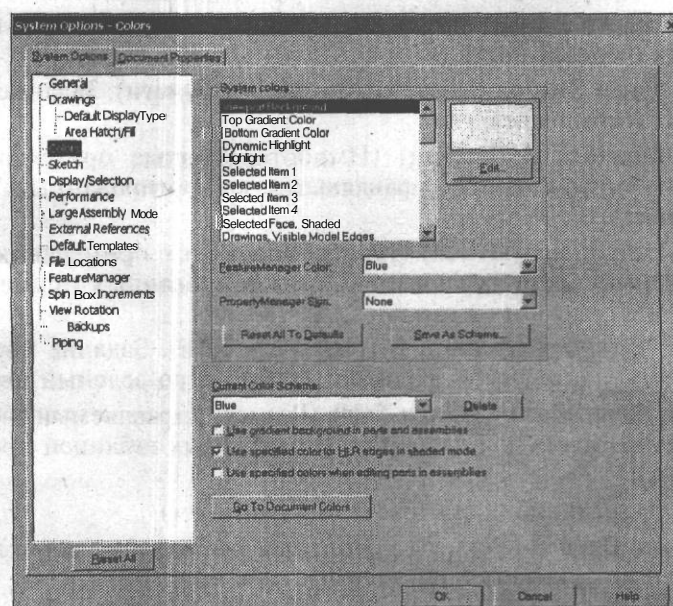 System Options - Colors
System Options
Document Properties
General
Drawings
Default DisplayType
Area Hatch/Fill
Colors
Sketch
Display/Selection
Performance
Large Assembly Mode
External References
Default Templates
File Locations
FeatureManager
Spin Box Increments
View Rotation
Backups
Piping
Reset All
System colors
Viewport Background
Top Gradient Color
Bottom Gradient Color
Dynamic Highlight
Highlight
Selected Item 1
Selected Item 2
Selected Item 3
Selected Item 4
Selected Face, Shaded
Drawings, Visible Model Edges
Edit...
FeatureManager Color:
Blue
PropertyManager Skin:
None
Reset All To Defaults
Save As Scheme...
Current Color Scheme:
Blue
Delete
Use gradient background in parts and assemblies
Use specified color for HLR edges in shaded mode
Use specified colors when editing parts in assemblies
Go To Document Colors
OK
Cancel
Help